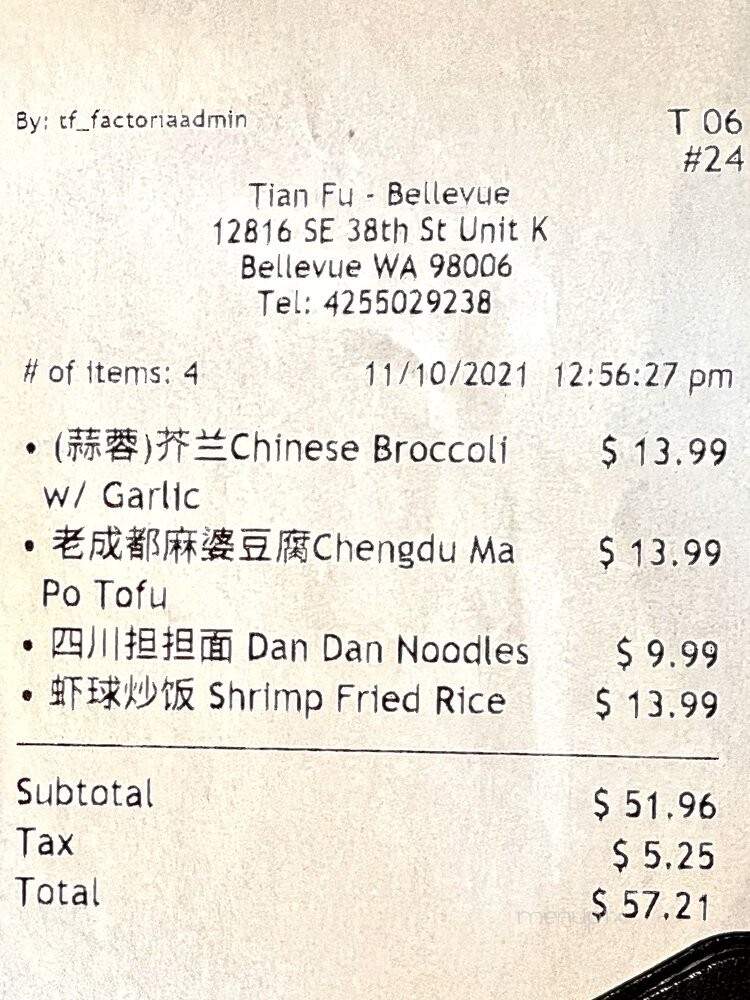 By: tf_factoriaadmin
T 06
#24
Tian Fu - Bellevue
12816 SE 38th St Unit K
Bellevue WA 98006
Tel: 4255029238
# of items: 4 11/10/2021 12:56:27 pm
• (蒜蓉)芥兰Chinese Broccoli $ 13.99
w/ Garlic
• 老成都麻婆豆腐Chengdu Ma $ 13.99
Po Tofu
• 四川担担面 Dan Dan Noodles $ 9.99
• 虾球炒饭 Shrimp Fried Rice $ 13.99
Subtotal $ 51.96
Tax $ 5.25
Total $ 57.21